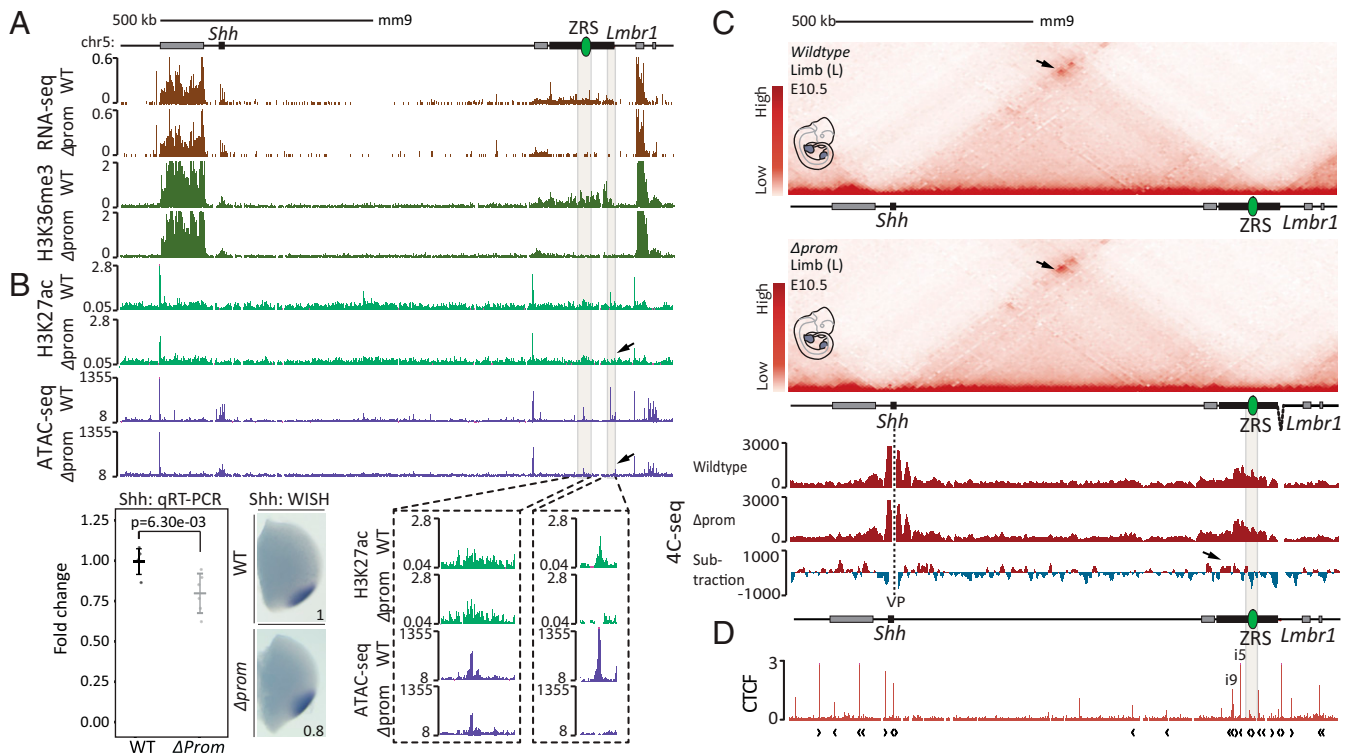 A
500 kb
mm9
chr5:
Shh
ZRS
Lmbr1
RNA-seq
WT
0.6
0
Δprom
0.6
0
H3K36me3
WT
2
0
Δprom
2
0
B
H3K27ac
WT
2.8
0.05
Δprom
2.8
0.05
ATAC-seq
WT
1355
8
Δprom
1355
8
Shh: qRT-PCR
p=6.30e-03
Fold change
1.25
1.00
0.75
0.50
0.25
0.00
WT
ΔProm
Shh: WISH
WT
1
Δprom
0.8
H3K27ac
WT
2.8
0.04
2.8
0.04
Δprom
2.8
0.04
2.8
0.04
ATAC-seq
WT
1355
8
1355
8
Δprom
1355
8
1355
8
C
500 kb
mm9
Wildtype
Limb (L)
E10.5
High
Low
Shh
ZRS
Lmbr1
Δprom
Limb (L)
E10.5
High
Low
Shh
ZRS
Lmbr1
4C-seq
Wildtype
3000
0
Δprom
3000
0
Sub-
traction
1000
-1000
VP
Shh
ZRS
Lmbr1
D
CTCF
3
0
i9
i5